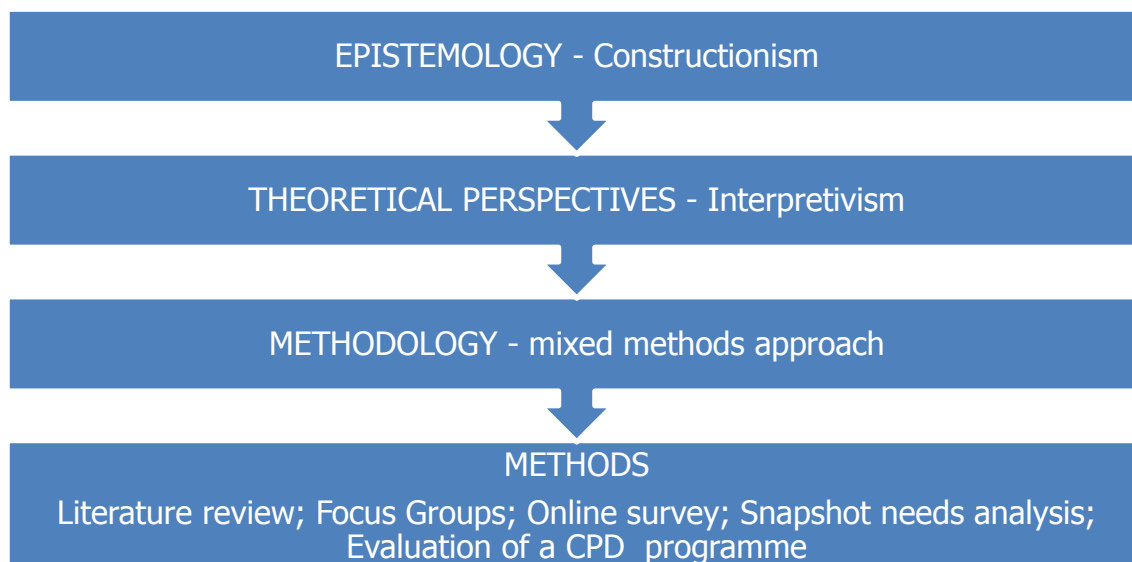 EPISTEMOLOGY - Constructionism
THEORETICAL PERSPECTIVES - Interpretivism
METHODOLOGY - mixed methods approach
METHODS
Literature review; Focus Groups; Online survey; Snapshot needs analysis;
Evaluation of a CPD programme